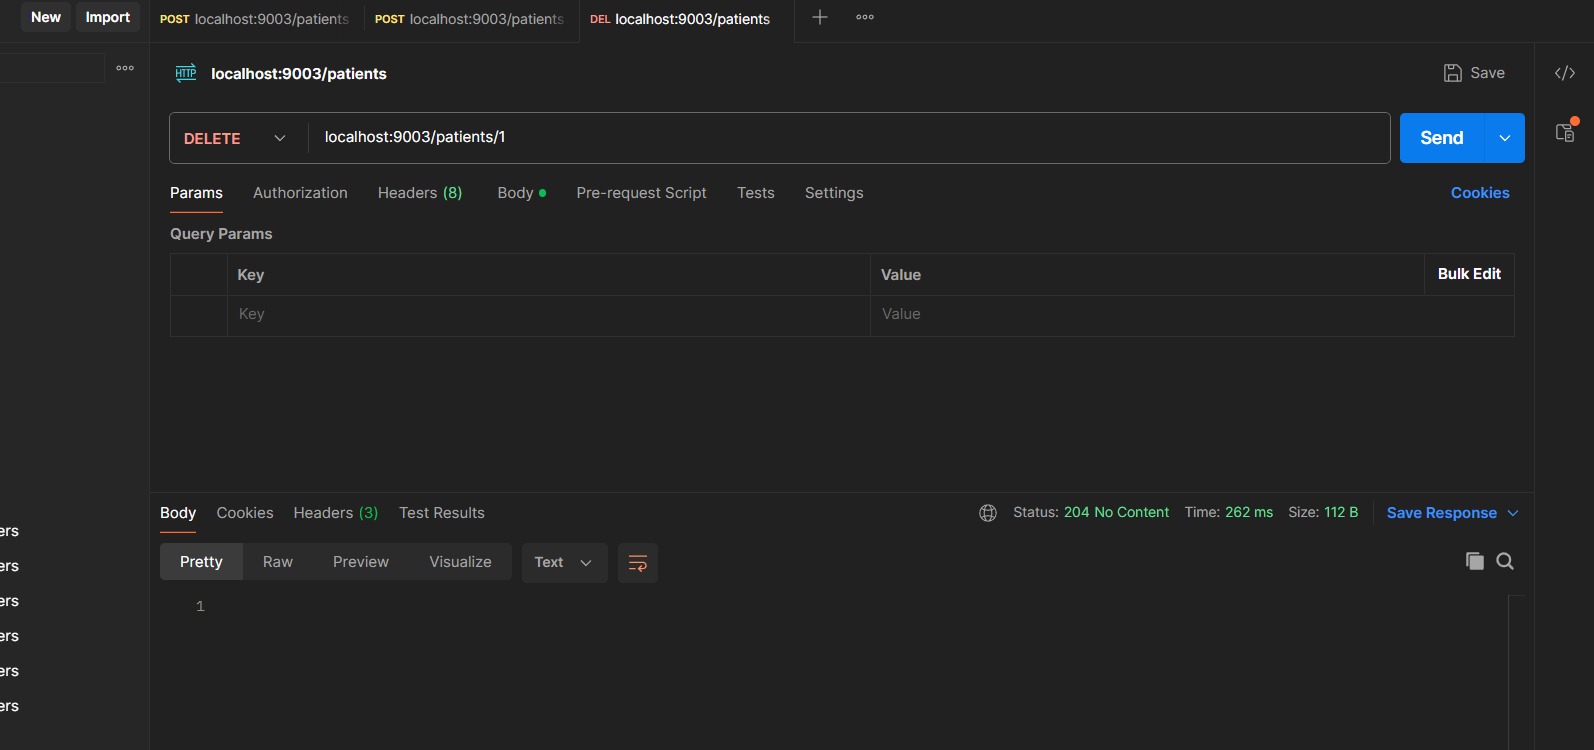 New Import POST localhost:9003/patients POST localhost:9003/patients DEL localhost:9003/patients
HTTP localhost:9003/patients Save
DELETE localhost:9003/patients/1 Send
Params Authorization Headers (8) Body Pre-request Script Tests Settings Cookies
Query Params
Key Value Bulk Edit
Key Value
Body Cookies Headers (3) Test Results Status: 204 No Content Time: 262 ms Size: 112 B Save Response
ers
Pretty Raw Preview Visualize Text
ers
1
ers
ers
ers
ers